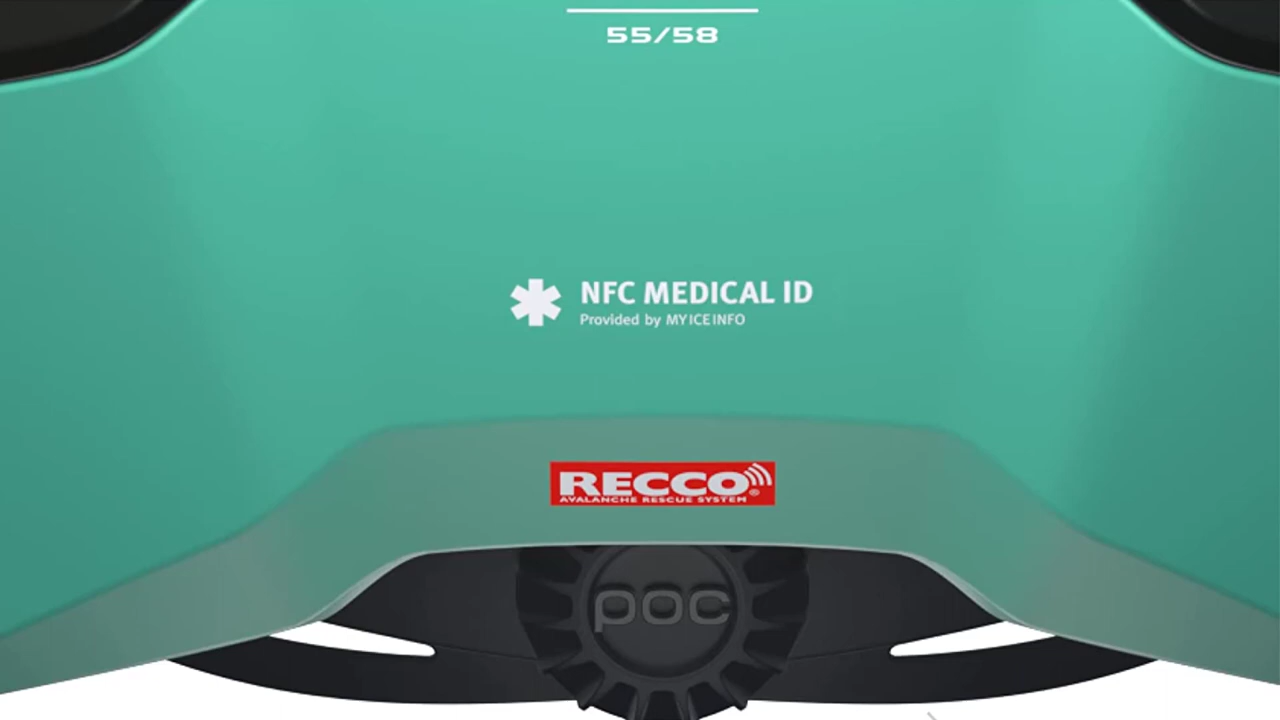 55/58
NFC MEDICAL ID
Provided by MYICEINFO
RECCO®
AVALANCHE RESCUE SYSTEM
poc